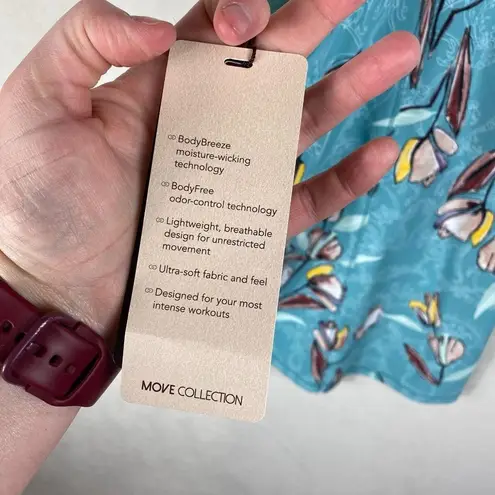 BodyBreeze
moisture-wicking
technology
BodyFree
odor-control technology
Lightweight, breathable
design for unrestricted
movement
Ultra-soft fabric and feel
Designed for your most
intense workouts
MOVE COLLECTION